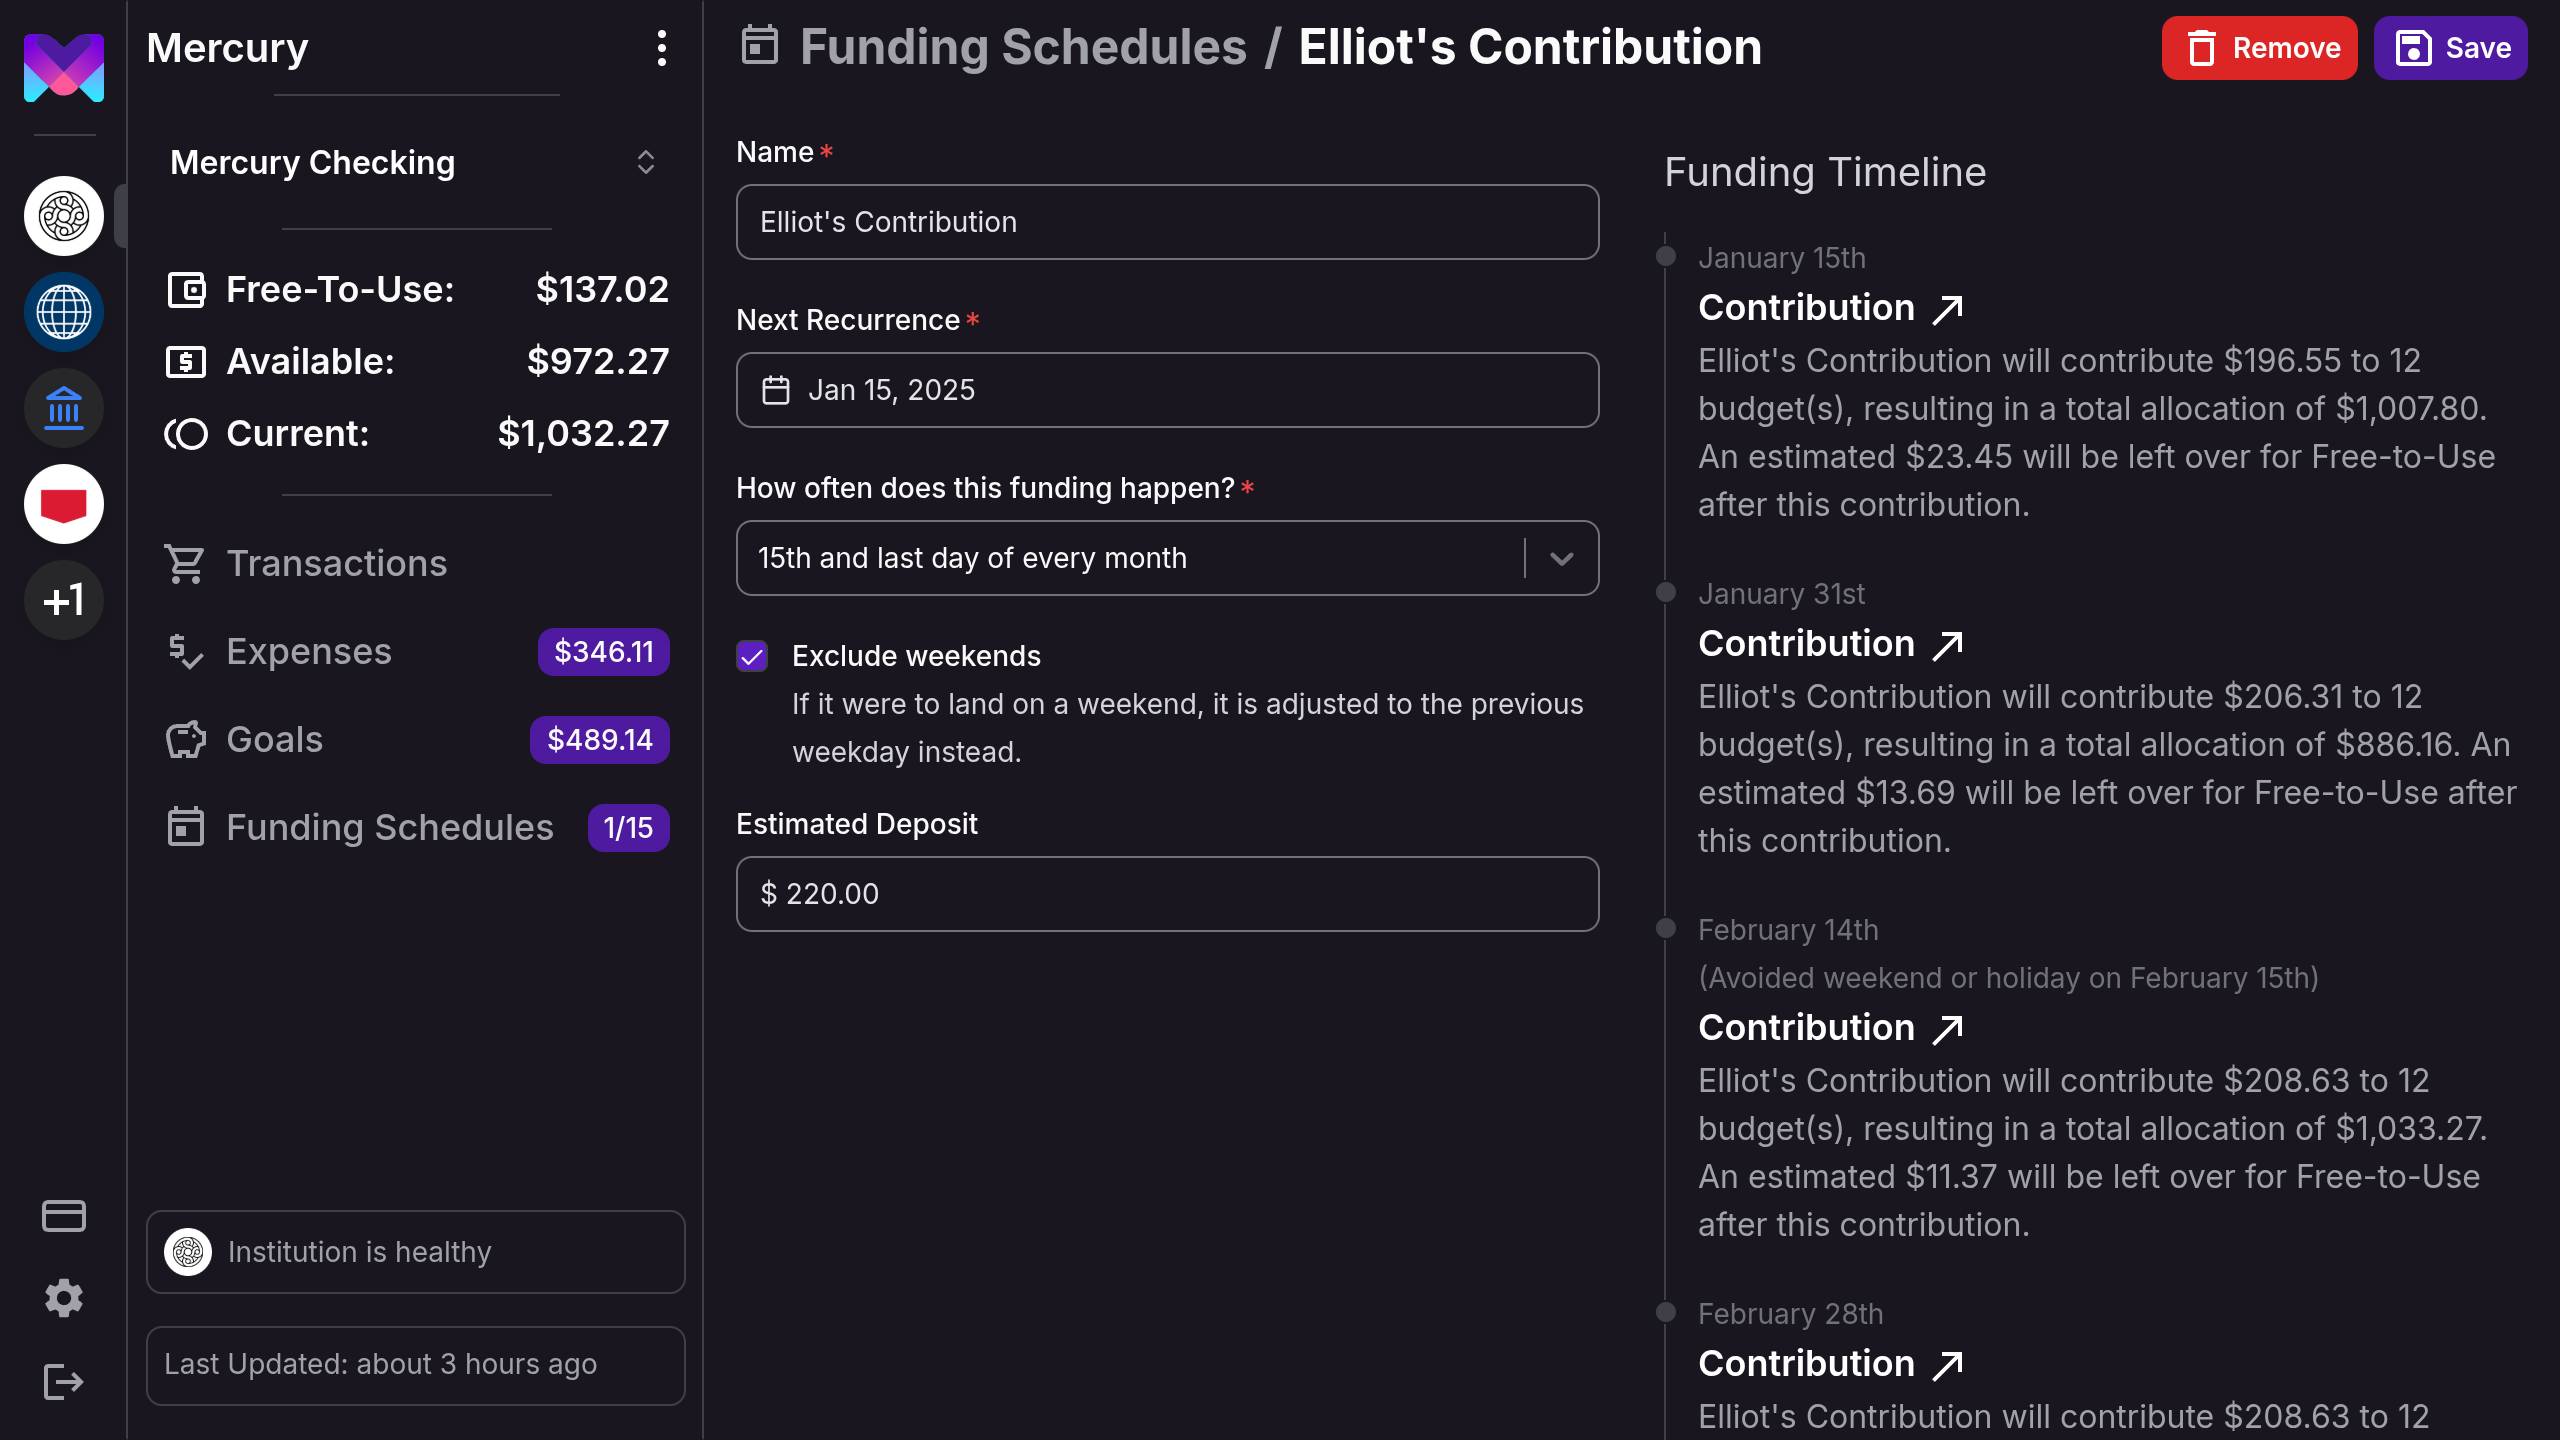 Mercury
Mercury Checking
Free-To-Use: $137.02
Available: $972.27
Current: $1,032.27
Transactions
Expenses $346.11
Goals $489.14
Funding Schedules 1/15
+1
Institution is healthy
Last Updated: about 3 hours ago
Funding Schedules / Elliot's Contribution
Remove
Save
Name *
Elliot's Contribution
Next Recurrence *
Jan 15, 2025
How often does this funding happen? *
15th and last day of every month
Exclude weekends
If it were to land on a weekend, it is adjusted to the previous
weekday instead.
Estimated Deposit
$ 220.00
Funding Timeline
January 15th
Contribution
Elliot's Contribution will contribute $196.55 to 12
budget(s), resulting in a total allocation of $1,007.80.
An estimated $23.45 will be left over for Free-to-Use
after this contribution.
January 31st
Contribution
Elliot's Contribution will contribute $206.31 to 12
budget(s), resulting in a total allocation of $886.16. An
estimated $13.69 will be left over for Free-to-Use after
this contribution.
February 14th
(Avoided weekend or holiday on February 15th)
Contribution
Elliot's Contribution will contribute $208.63 to 12
budget(s), resulting in a total allocation of $1,033.27.
An estimated $11.37 will be left over for Free-to-Use
after this contribution.
February 28th
Contribution
Elliot's Contribution will contribute $208.63 to 12